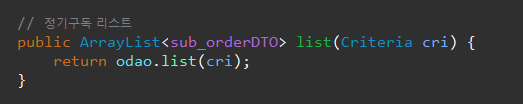 // 정기구독 리스트
public ArrayList<sub_orderDTO> list(Criteria cri) {
    return odao.list(cri);
}